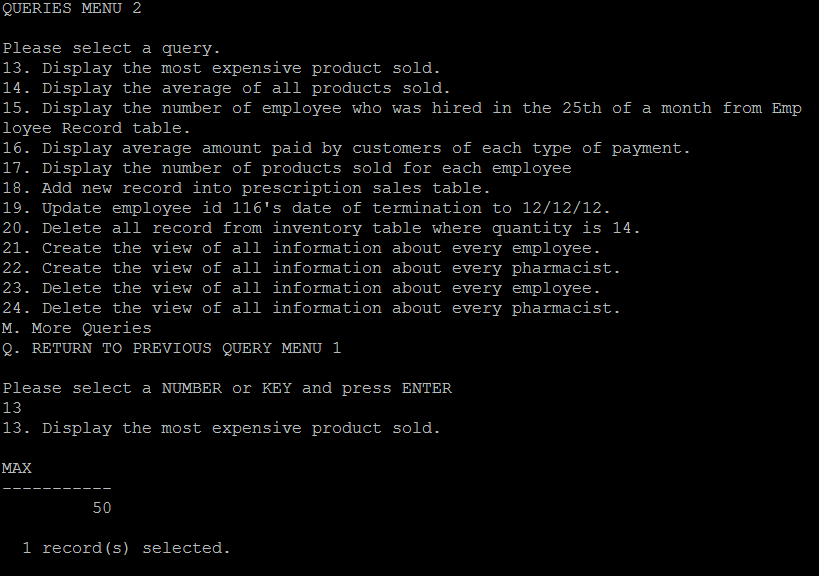 QUERIES MENU 2
Please select a query.
13. Display the most expensive product sold.
14. Display the average of all products sold.
15. Display the number of employee who was hired in the 25th of a month from Emp
loyee Record table.
16. Display average amount paid by customers of each type of payment.
17. Display the number of products sold for each employee
18. Add new record into prescription sales table.
19. Update employee id 116's date of termination to 12/12/12.
20. Delete all record from inventory table where quantity is 14.
21. Create the view of all information about every employee.
22. Create the view of all information about every pharmacist.
23. Delete the view of all information about every employee.
24. Delete the view of all information about every pharmacist.
M. More Queries
Q. RETURN TO PREVIOUS QUERY MENU 1
Please select a NUMBER or KEY and press ENTER
13
13. Display the most expensive product sold.
MAX
-----------
50
1 record(s) selected.